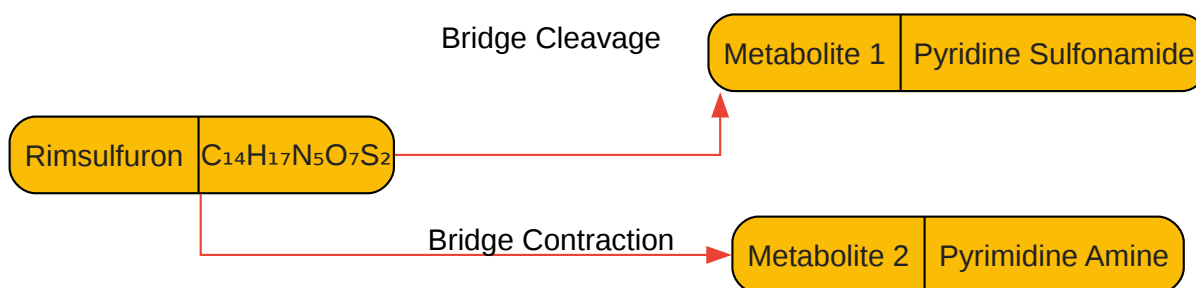 Bridge Cleavage
Metabolite 1 Pyridine Sulfonamide
Rimsulfuron C₁₄H₁₇N₅O₇S₂
Bridge Contraction
Metabolite 2 Pyrimidine Amine